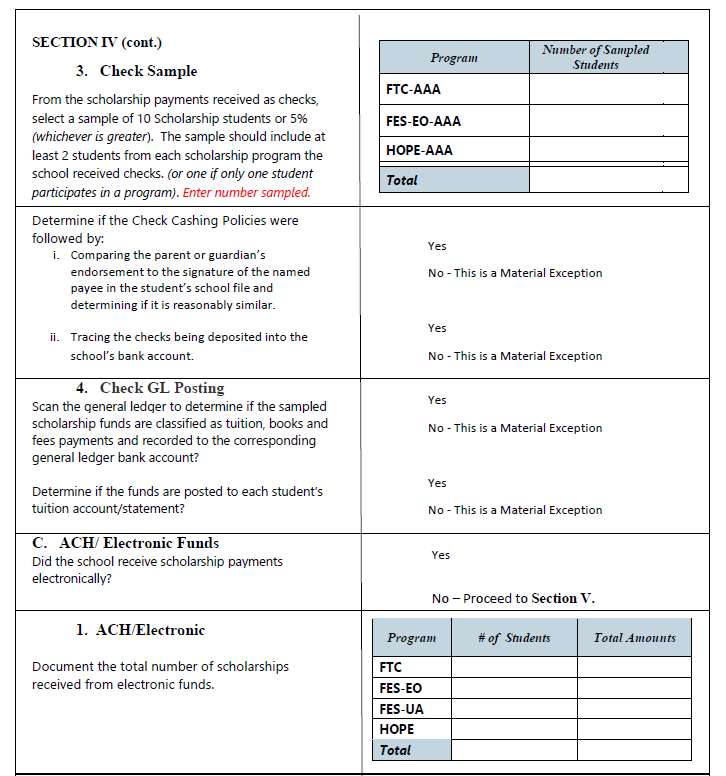 SECTION IV (cont.)
3. Check Sample
From the scholarship payments received as checks,
select a sample of 10 Scholarship students or 5%
(whichever is greater). The sample should include at
least 2 students from each scholarship program the
school received checks. (or one if only one student
participates in a program). Enter number sampled.
Program
Number of Sampled
Students
FTC-AAA
FES-EO-AAA
HOPE-AAA
Total
Determine if the Check Cashing Policies were
followed by:
i. Comparing the parent or guardian's
endorsement to the signature of the named
payee in the student's school file and
determining if it is reasonably similar.
Yes
No - This is a Material Exception
ii. Tracing the checks being deposited into the
school's bank account.
Yes
No - This is a Material Exception
4. Check GL Posting
Scan the general ledger to determine if the sampled
scholarship funds are classified as tuition, books and
fees payments and recorded to the corresponding
general ledger bank account?
Yes
No - This is a Material Exception
Determine if the funds are posted to each student's
tuition account/statement?
Yes
No - This is a Material Exception
C. ACH/ Electronic Funds
Did the school receive scholarship payments
electronically?
Yes
No – Proceed to Section V.
1. ACH/Electronic
Document the total number of scholarships
received from electronic funds.
Program # of Students Total Amounts
FTC
FES-EO
FES-UA
HOPE
Total